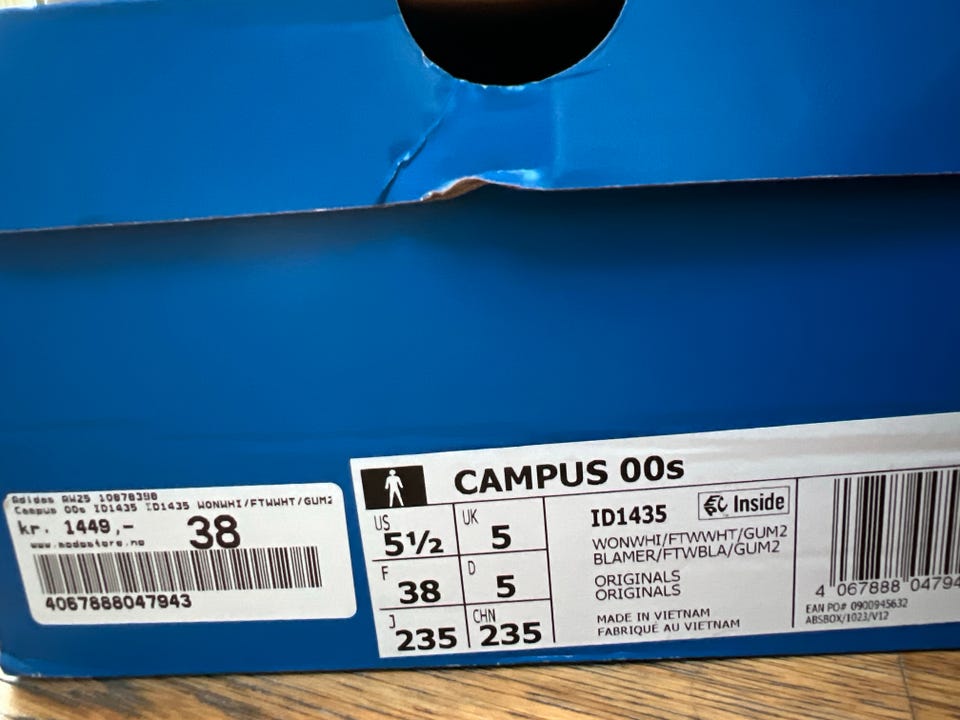 Adidas AW25 10878398
Campus 00s ID1435 ID1435 WONWHI/FTWWHT/GUM2
kr. 1449,-
38
www.modostore.no
4067888047943
CAMPUS 00s
US
5½
UK
5
F
38
D
5
J
235
CHN
235
ID1435
Inside
WONWHI/FTWWHT/GUM2
BLAMER/FTWBLA/GUM2
ORIGINALS
ORIGINALS
MADE IN VIETNAM
FABRIQUÉ AU VIETNAM
4 067888 04794
EAN PO# 0900945632
ABSBOX/1023/V12